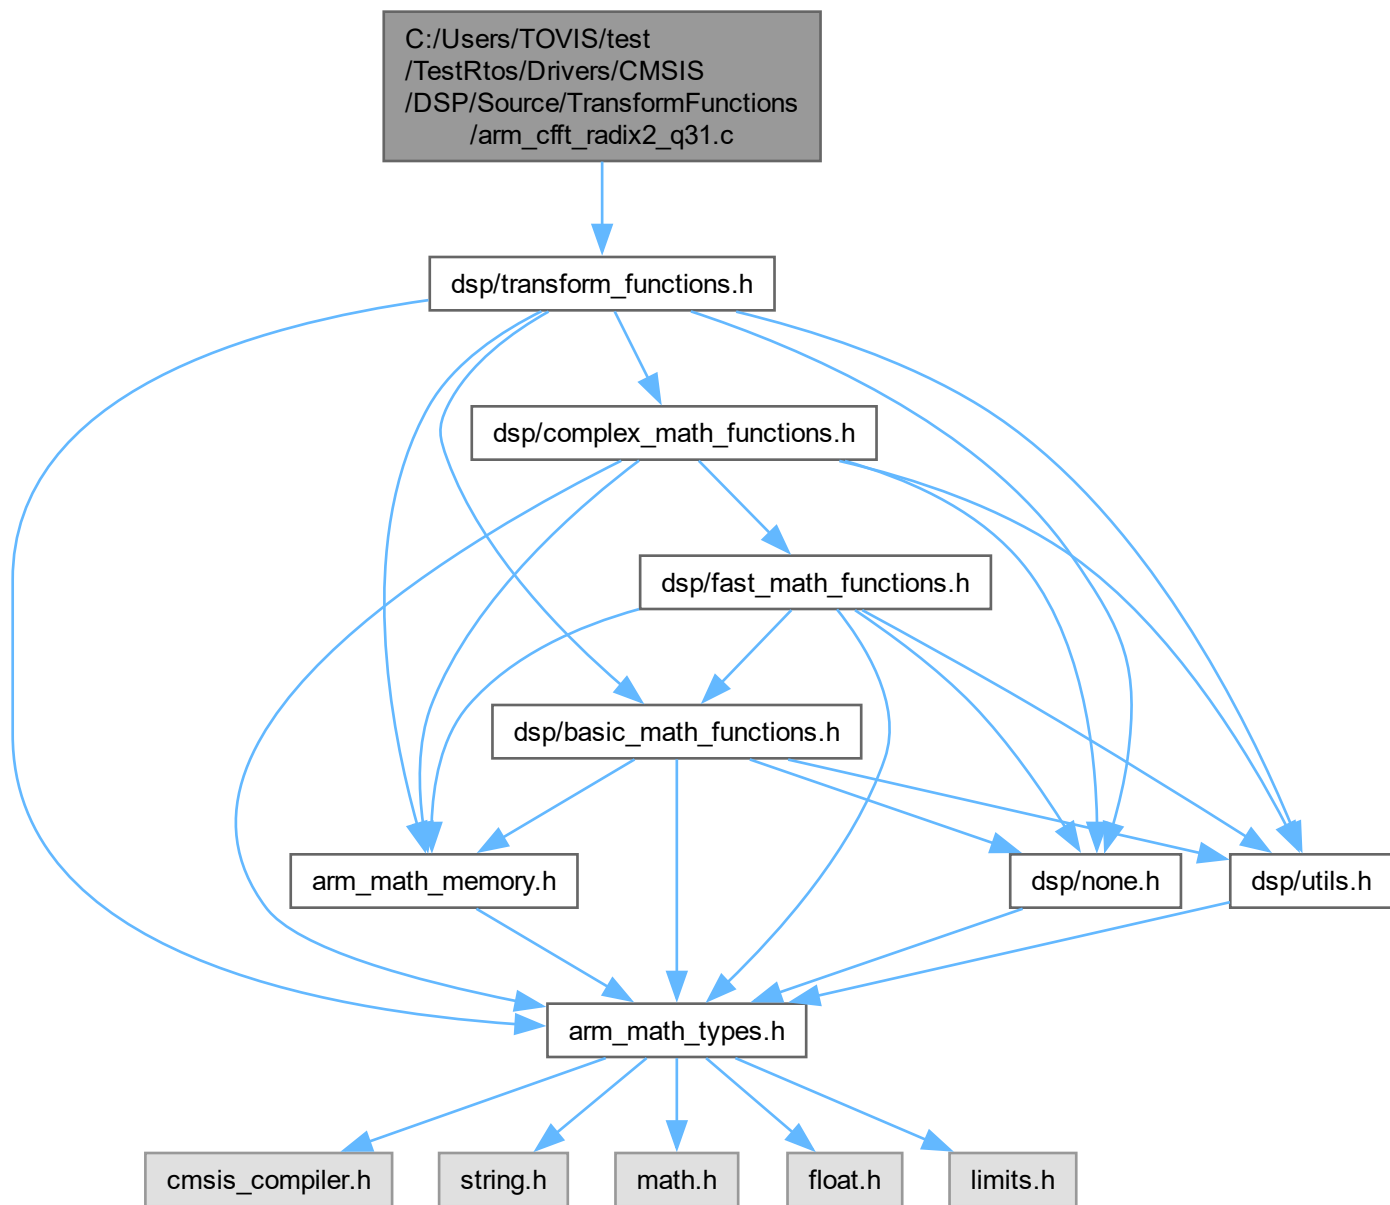 C:/Users/TOVIS/test
/TestRtos/Drivers/CMSIS
/DSP/Source/TransformFunctions
/arm_cfft_radix2_q31.c
dsp/transform_functions.h
dsp/complex_math_functions.h
dsp/fast_math_functions.h
dsp/basic_math_functions.h
arm_math_memory.h
dsp/none.h
dsp/utils.h
arm_math_types.h
cmsis_compiler.h
string.h
math.h
float.h
limits.h